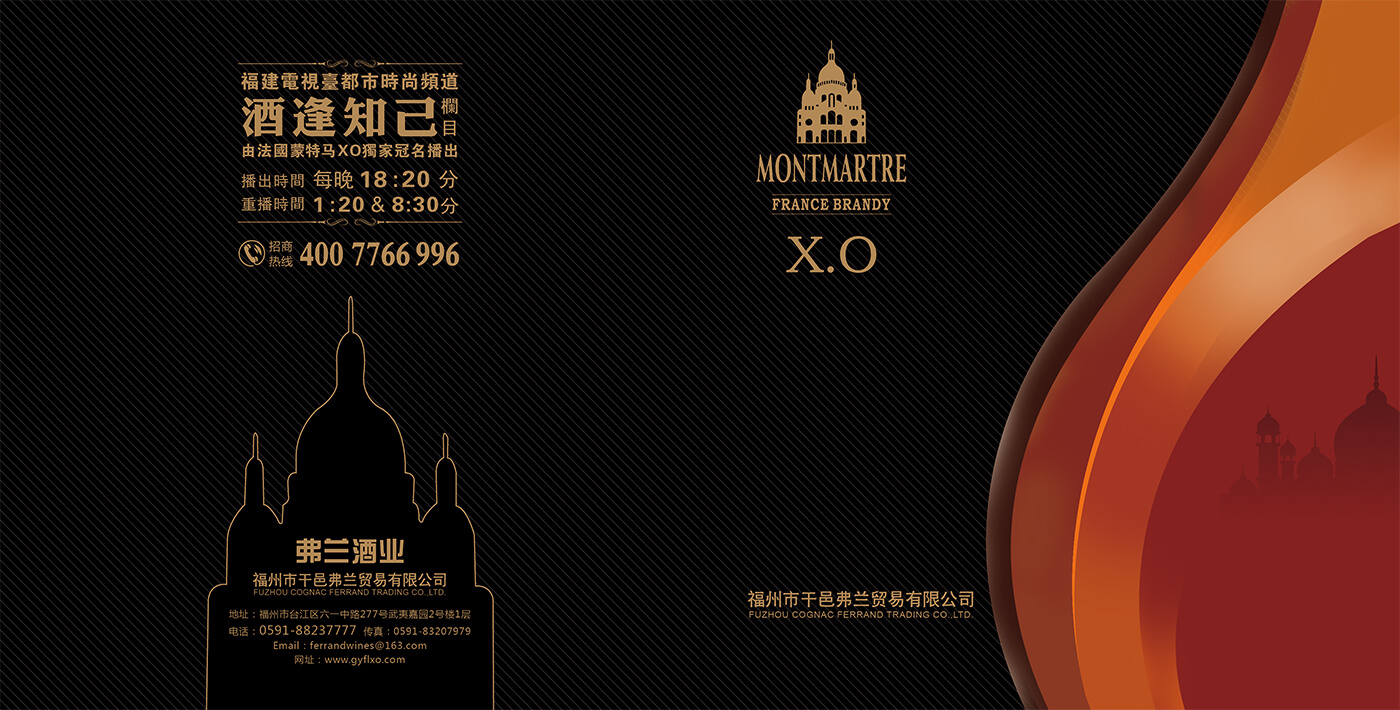 福建電視臺都市時尚頻道
酒逢知己 欄目
由法國蒙特马XO獨家冠名播出
播出時間 每晚 18:20 分
重播時間 1:20 & 8:30分
招商热线 400 7766 996
弗兰酒业
福州市干邑弗兰贸易有限公司
FUZHOU COGNAC FERRAND TRADING CO.,LTD.
地址：福州市台江区六一中路277号武夷嘉园2号楼1层
电话：0591-88237777 传真：0591-83207979
Email：ferrandwines@163.com
网址：www.gyflxo.com
MONTMARTRE
FRANCE BRANDY
X.O
福州市干邑弗兰贸易有限公司
FUZHOU COGNAC FERRAND TRADING CO.,LTD.